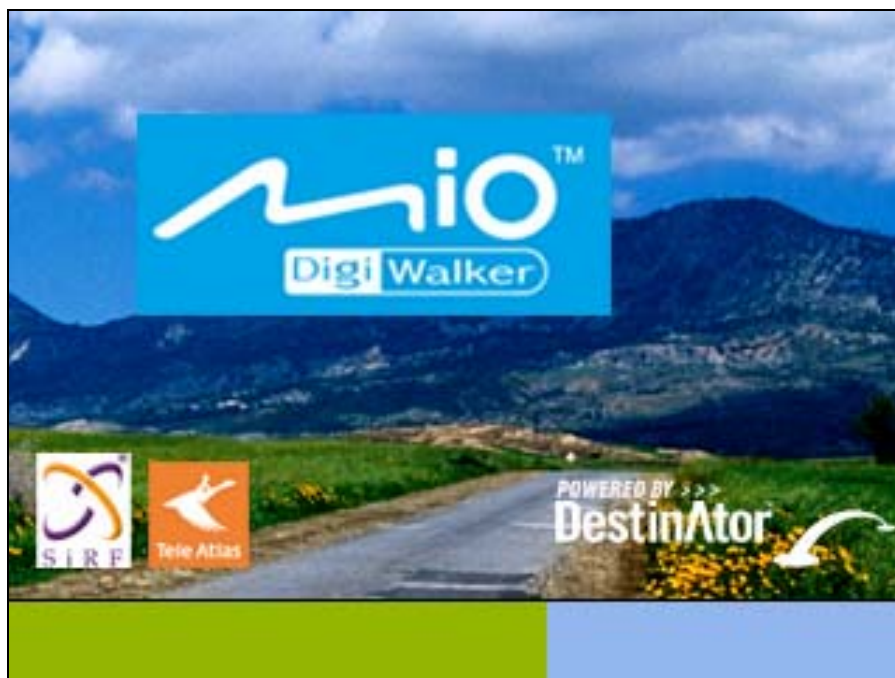 Mio™
Digi Walker
SiRF®
Tele Atlas
POWERED BY >>>
DestinAtor